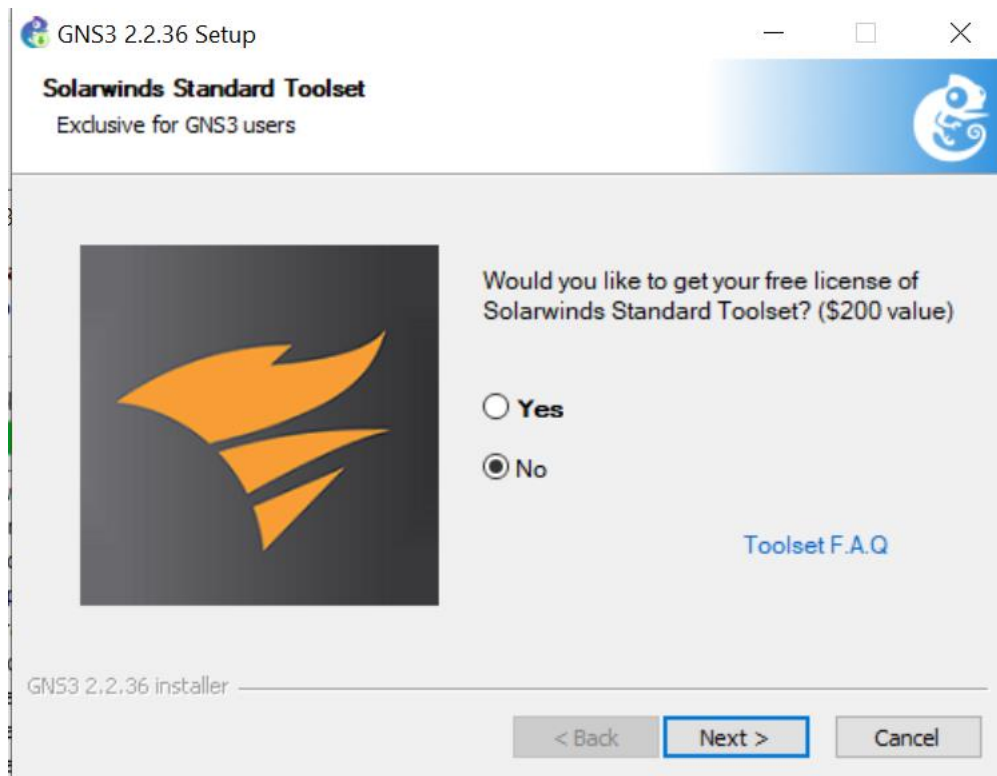 GNS3 2.2.36 Setup
Solarwinds Standard Toolset
Exclusive for GNS3 users
Would you like to get your free license of
Solarwinds Standard Toolset? ($200 value)
Yes
No
Toolset F.A.Q
GNS3 2.2.36 installer
< Back
Next >
Cancel